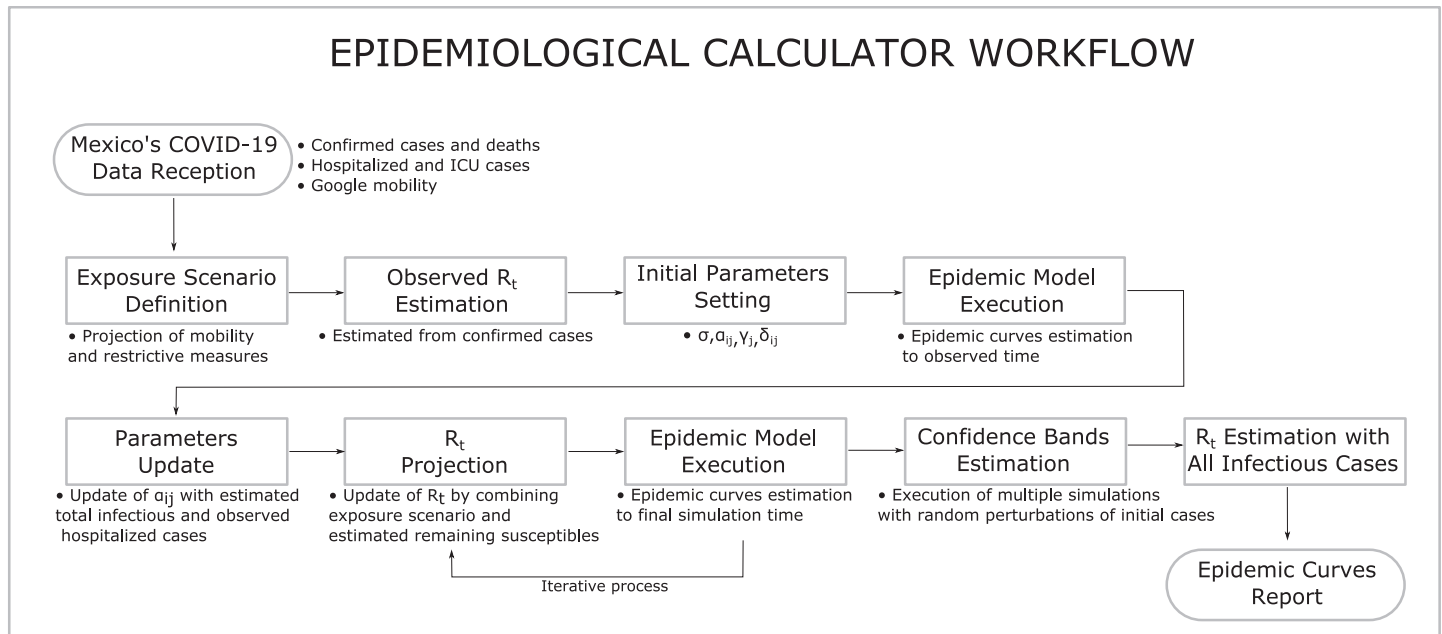 EPIDEMIOLOGICAL CALCULATOR WORKFLOW
Mexico's COVID-19
Data Reception
• Confirmed cases and deaths
• Hospitalized and ICU cases
• Google mobility
Exposure Scenario
Definition
• Projection of mobility
and restrictive measures
Observed Rₜ
Estimation
• Estimated from confirmed cases
Initial Parameters
Setting
• σ,αᵢⱼ,γⱼ,δᵢⱼ
Epidemic Model
Execution
• Epidemic curves estimation
to observed time
Parameters
Update
• Update of αᵢⱼ with estimated
total infectious and observed
hospitalized cases
Rₜ
Projection
• Update of Rₜ by combining
exposure scenario and
estimated remaining susceptibles
Epidemic Model
Execution
• Epidemic curves estimation
to final simulation time
Iterative process
Confidence Bands
Estimation
• Execution of multiple simulations
with random perturbations of initial cases
Rₜ Estimation with
All Infectious Cases
Epidemic Curves
Report